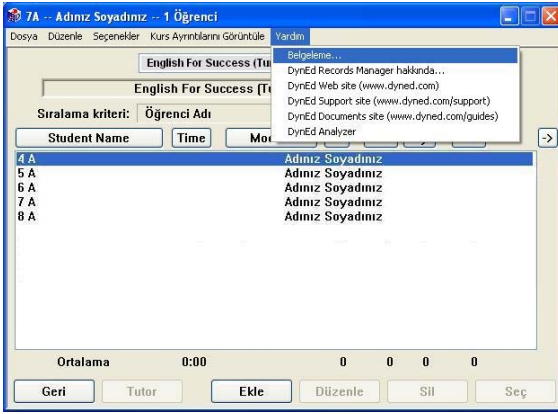 7A -- Adınız Soyadınız -- 1 Öğrenci
Dosya Düzenle Seçenekler Kurs Ayrıntılarını Görüntüle Yardım
Belgeleme...
DynEd Records Manager hakkında...
DynEd Web site (www.dyned.com)
DynEd Support site (www.dyned.com/support)
DynEd Documents site (www.dyned.com/guides)
DynEd Analyzer
English For Success (Tu
English For Success (T
Sıralama kriteri: Öğrenci Adı
Student Name Time Mo ->
4 A Adınız Soyadınız
5 A Adınız Soyadınız
6 A Adınız Soyadınız
7 A Adınız Soyadınız
8 A Adınız Soyadınız
Ortalama 0:00 0 0 0 0
Geri Tutor Ekle Düzenle Sil Seç